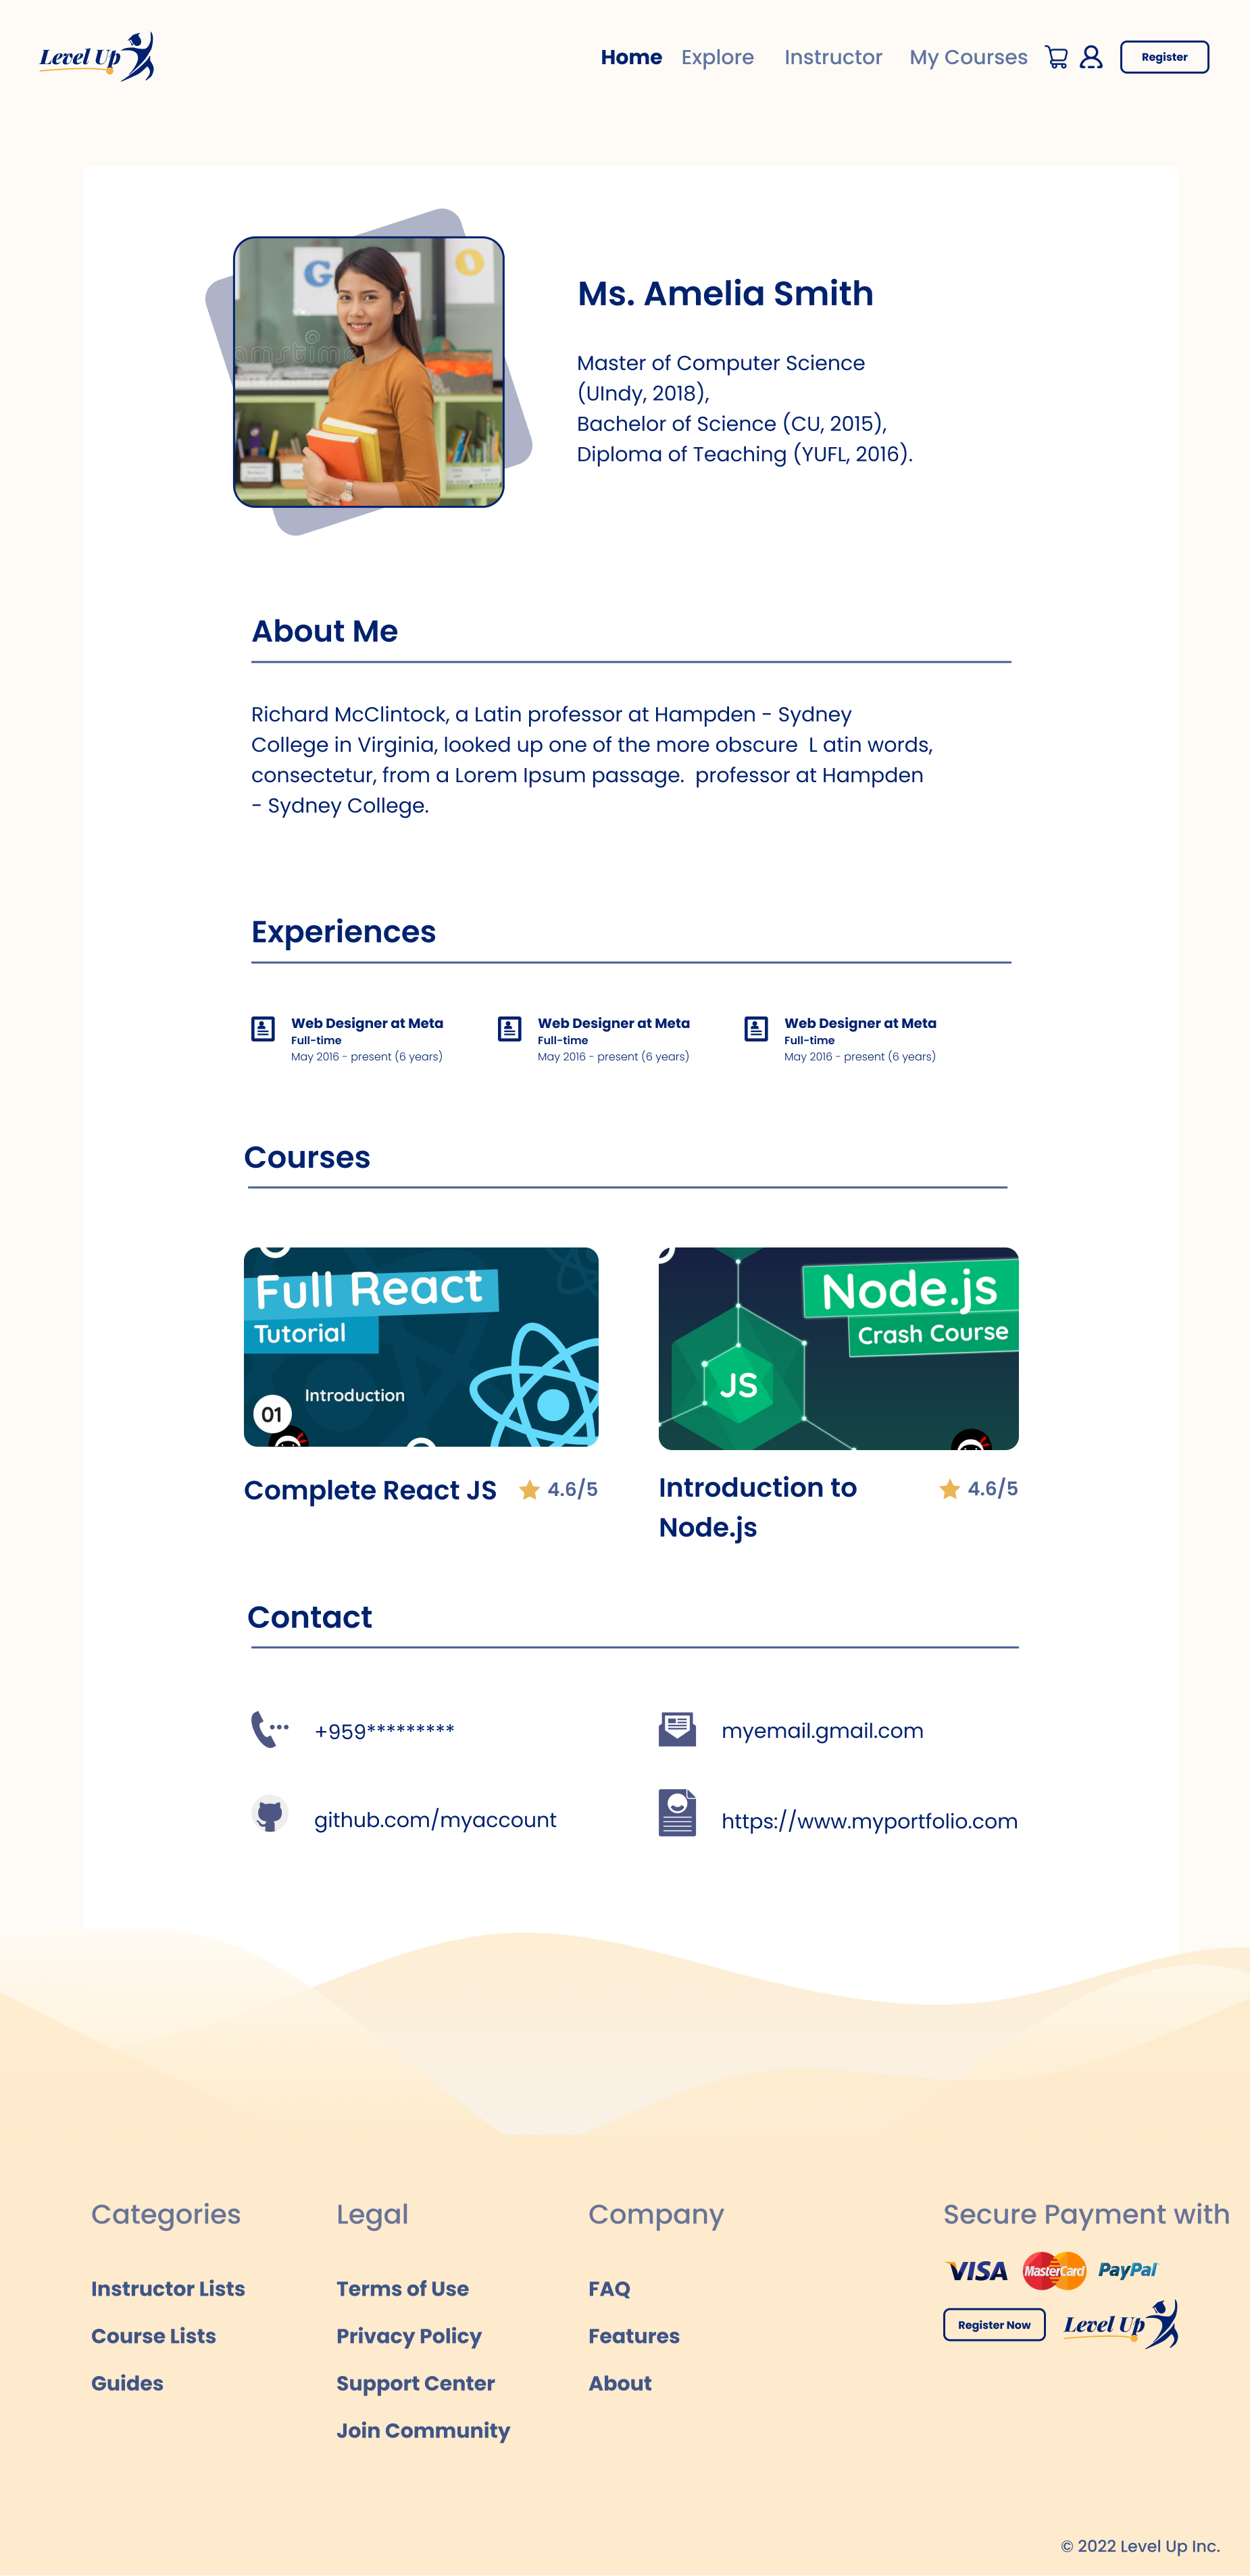 Level Up
Home Explore Instructor My Courses Register
G O
Ms. Amelia Smith
Master of Computer Science
(UIndy, 2018),
Bachelor of Science (CU, 2015),
Diploma of Teaching (YUFL, 2016).
About Me
Richard McClintock, a Latin professor at Hampden - Sydney
College in Virginia, looked up one of the more obscure L atin words,
consectetur, from a Lorem Ipsum passage. professor at Hampden
- Sydney College.
Experiences
Web Designer at Meta
Full-time
May 2016 - present (6 years)
Web Designer at Meta
Full-time
May 2016 - present (6 years)
Web Designer at Meta
Full-time
May 2016 - present (6 years)
Courses
Full React
Tutorial
Introduction
01
Node.js
Crash Course
JS
Complete React JS 4.6/5
Introduction to
Node.js
4.6/5
Contact
+959*********
myemail.gmail.com
github.com/myaccount
https://www.myportfolio.com
Categories
Instructor Lists
Course Lists
Guides
Legal
Terms of Use
Privacy Policy
Support Center
Join Community
Company
FAQ
Features
About
Secure Payment with
VISA MasterCard PayPal
Register Now Level Up
© 2022 Level Up Inc.